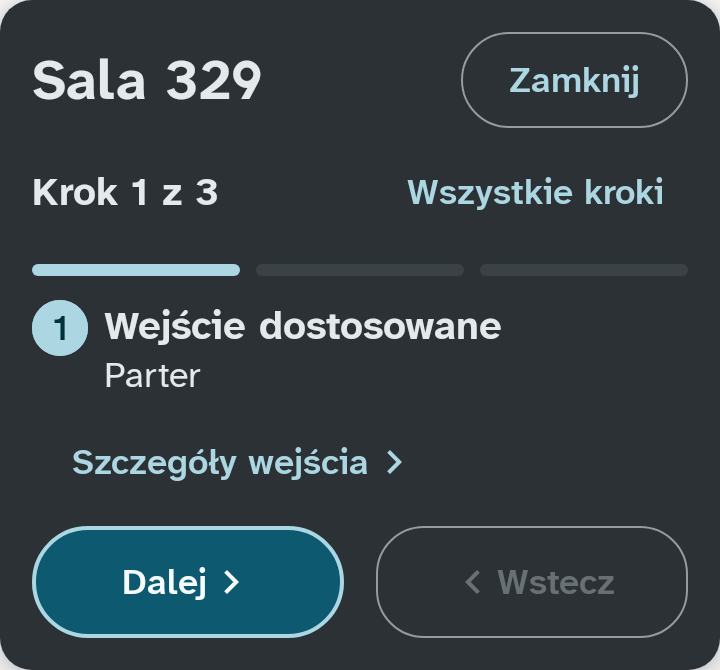 Sala 329
Zamknij
Krok 1 z 3
Wszystkie kroki
1
Wejście dostosowane
Parter
Szczegóły wejścia
Dalej
Wstecz